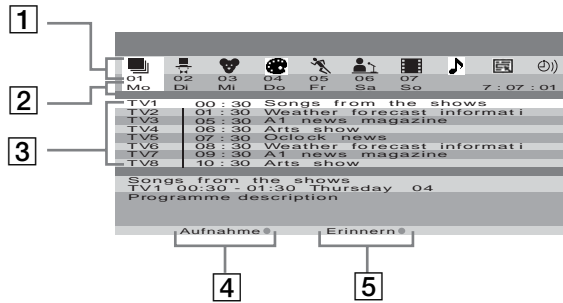 1
01 02 03 04 05 06 07
2
Mo Di Mi Do Fr Sa So 7 : 07 : 01
TV1 00 : 30 Songs from the shows
TV2 01 : 30 Weather forecast informati
TV3 05 : 30 A1 news magazine
3
TV4 06 : 30 Arts show
TV5 07 : 30 Oclock news
TV6 08 : 30 Weather forecast informati
TV7 09 : 30 A1 news magazine
TV8 10 : 30 Arts show
Songs from the shows
TV1 00:30 - 01:30 Thursday 04
Programme description
Aufnahme Erinnern
4 5